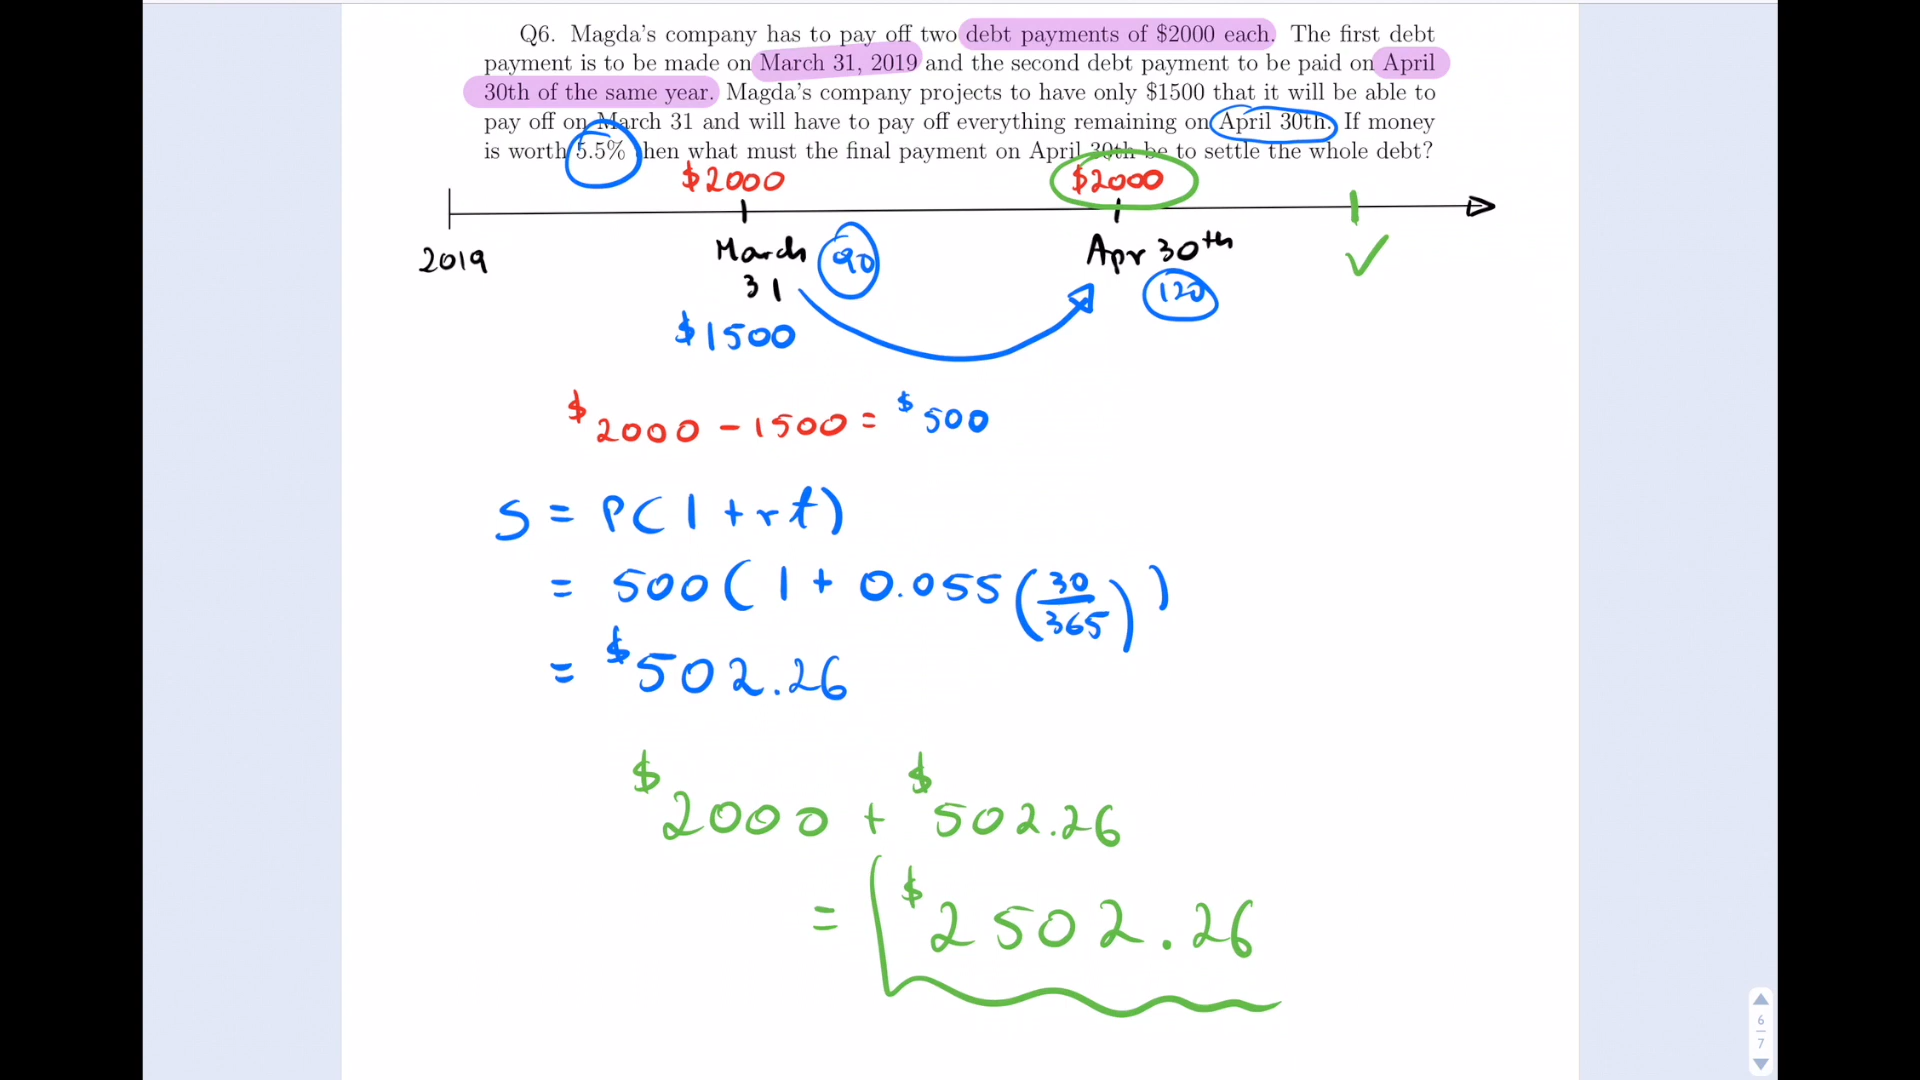 Q6. Magda's company has to pay off two debt payments of $2000 each. The first debt
payment is to be made on March 31, 2019 and the second debt payment to be paid on April
30th of the same year. Magda's company projects to have only $1500 that it will be able to
pay off on March 31 and will have to pay off everything remaining on April 30th. If money
is worth 5.5% then what must the final payment on April 30th be to settle the whole debt?
$2000 $2000
2019 March 31 90 Apr 30th 120
$1500
$2000 - 1500 = $500
S = P(1 + rt)
= 500(1 + 0.055(30/365))
= $502.26
$2000 + $502.26
= $2502.26
6
7